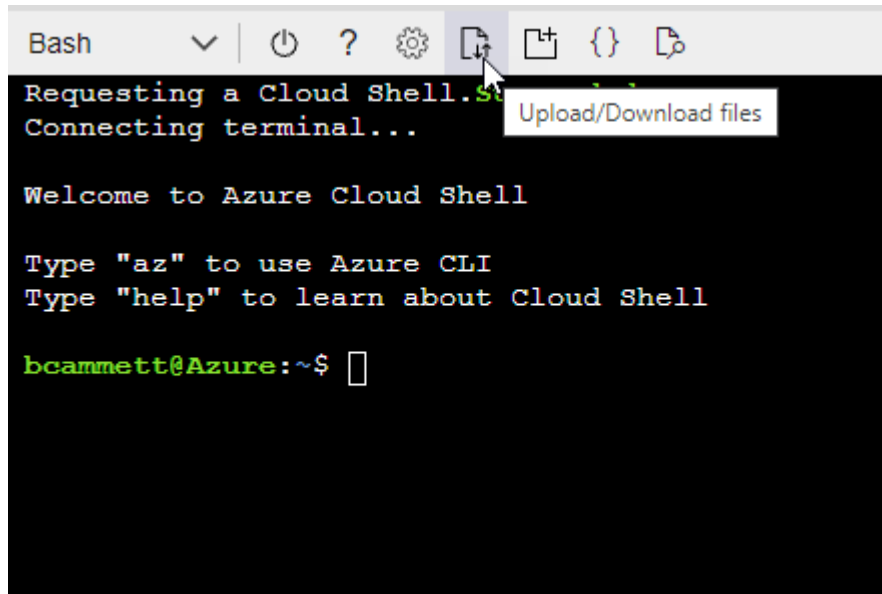 Bash
?
{}
Requesting a Cloud Shell.
Upload/Download files
Connecting terminal...
Welcome to Azure Cloud Shell
Type "az" to use Azure CLI
Type "help" to learn about Cloud Shell
bcammett@Azure:~$